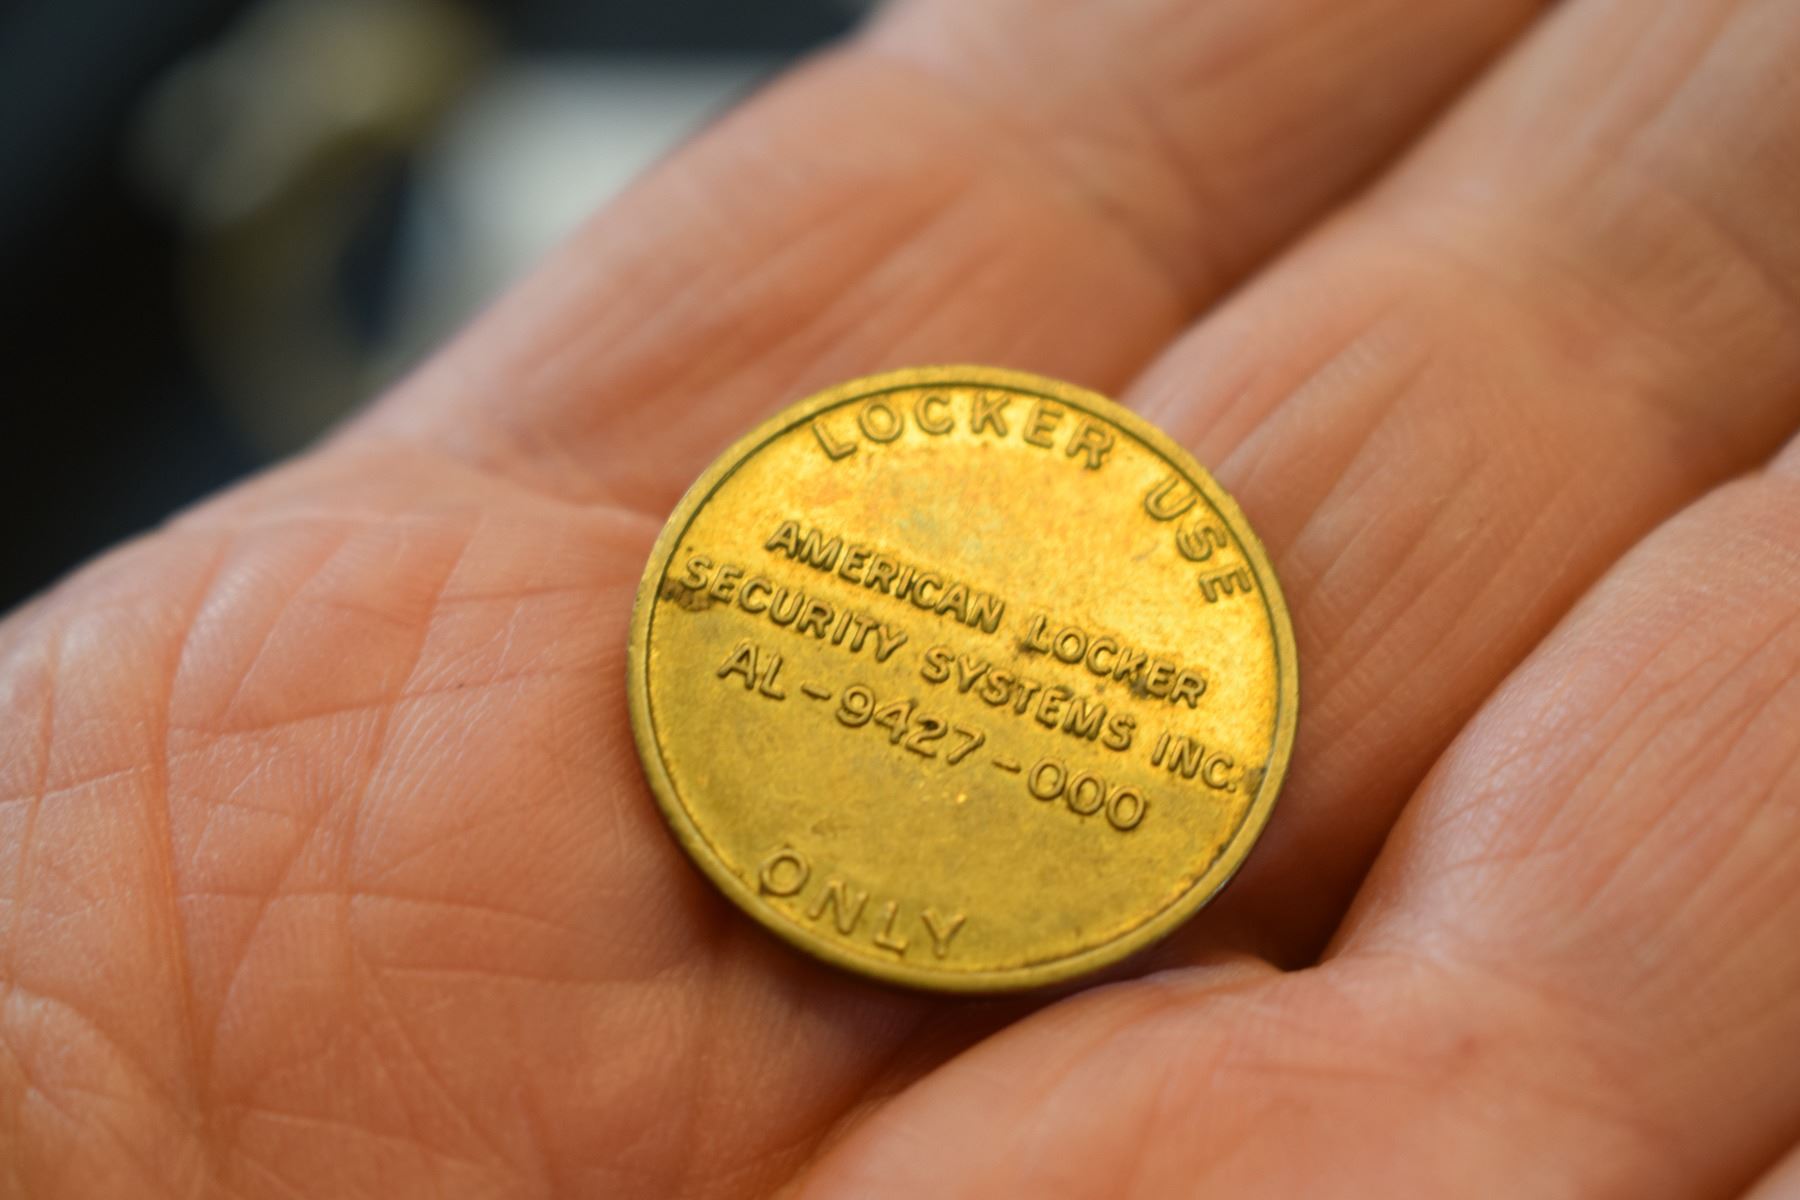 LOCKER USE
AMERICAN LOCKER
SECURITY SYSTEMS INC.
AL-9427-000
ONLY